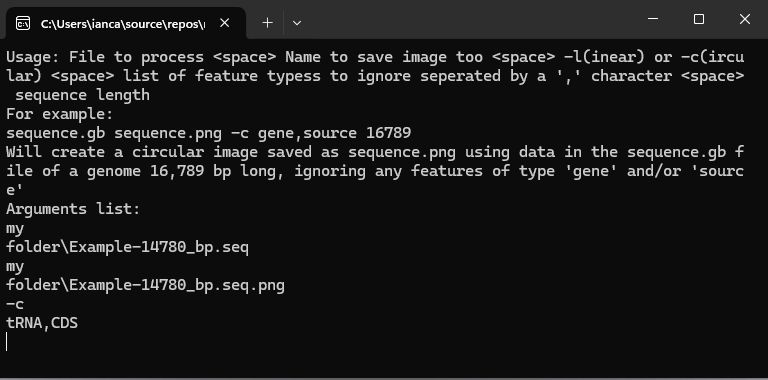 C:\Users\ianca\source\repos\r
Usage: File to process <space> Name to save image too <space> -l(inear) or -c(ircu
lar) <space> list of feature typess to ignore seperated by a ',' character <space>
 sequence length
For example:
sequence.gb sequence.png -c gene,source 16789
Will create a circular image saved as sequence.png using data in the sequence.gb f
ile of a genome 16,789 bp long, ignoring any features of type 'gene' and/or 'sourc
e'
Arguments list:
my
folder\Example-14780_bp.seq
my
folder\Example-14780_bp.seq.png
-c
tRNA,CDS